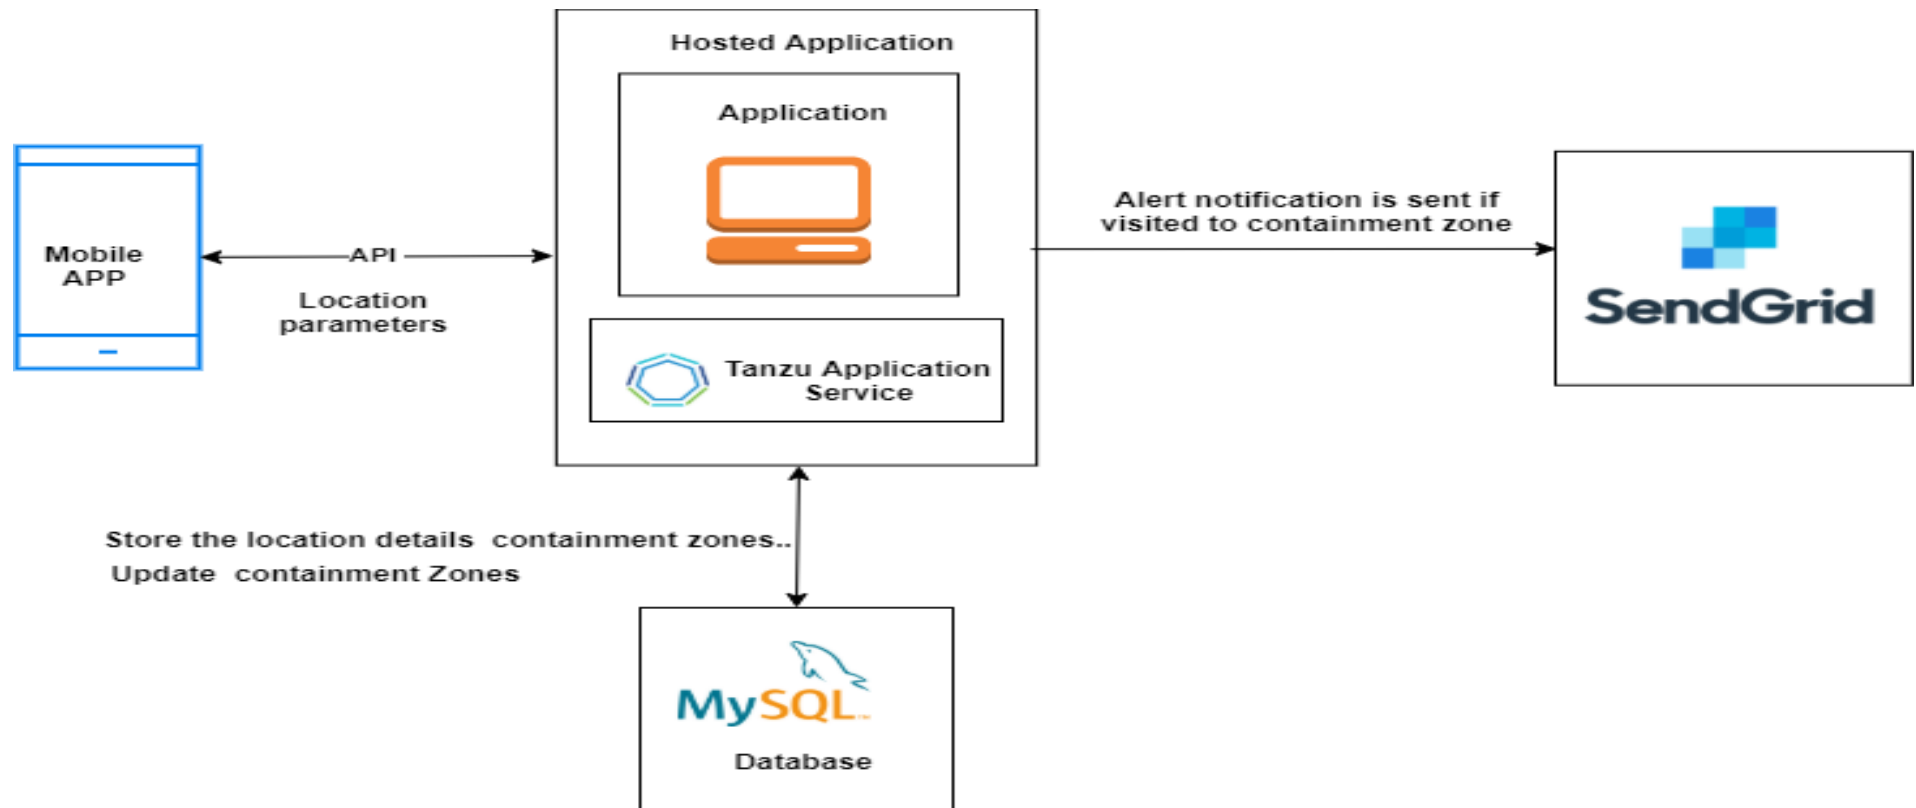 Hosted Application
Application
Mobile
APP
API
Location
parameters
Tanzu Application
Service
Alert notification is sent if
visited to containment zone
SendGrid
Store the location details containment zones..
Update containment Zones
MySQL
Database